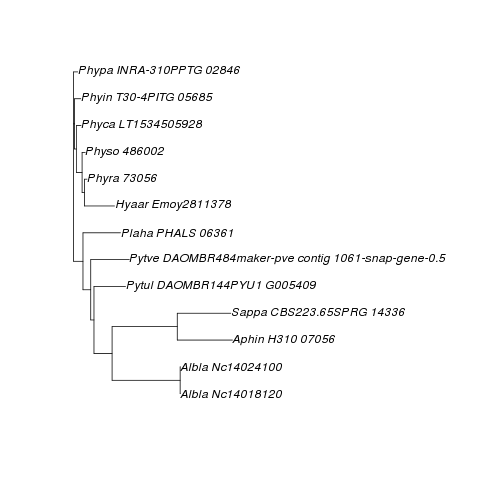 Phypa INRA-310PPTG 02846
Phyin T30-4PITG 05685
Phyca LT1534505928
Physo 486002
Phyra 73056
Hyaar Emoy2811378
Plaha PHALS 06361
Pytve DAOMBR484maker-pve contig 1061-snap-gene-0.5
Pytul DAOMBR144PYU1 G005409
Sappa CBS223.65SPRG 14336
Aphin H310 07056
Albla Nc14024100
Albla Nc14018120